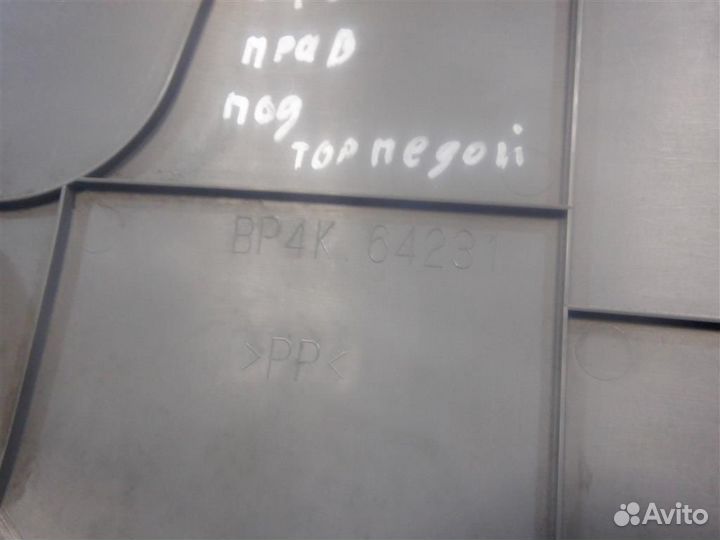 прав
под
торпедой
BP4K. 64231
>PP<
Avito